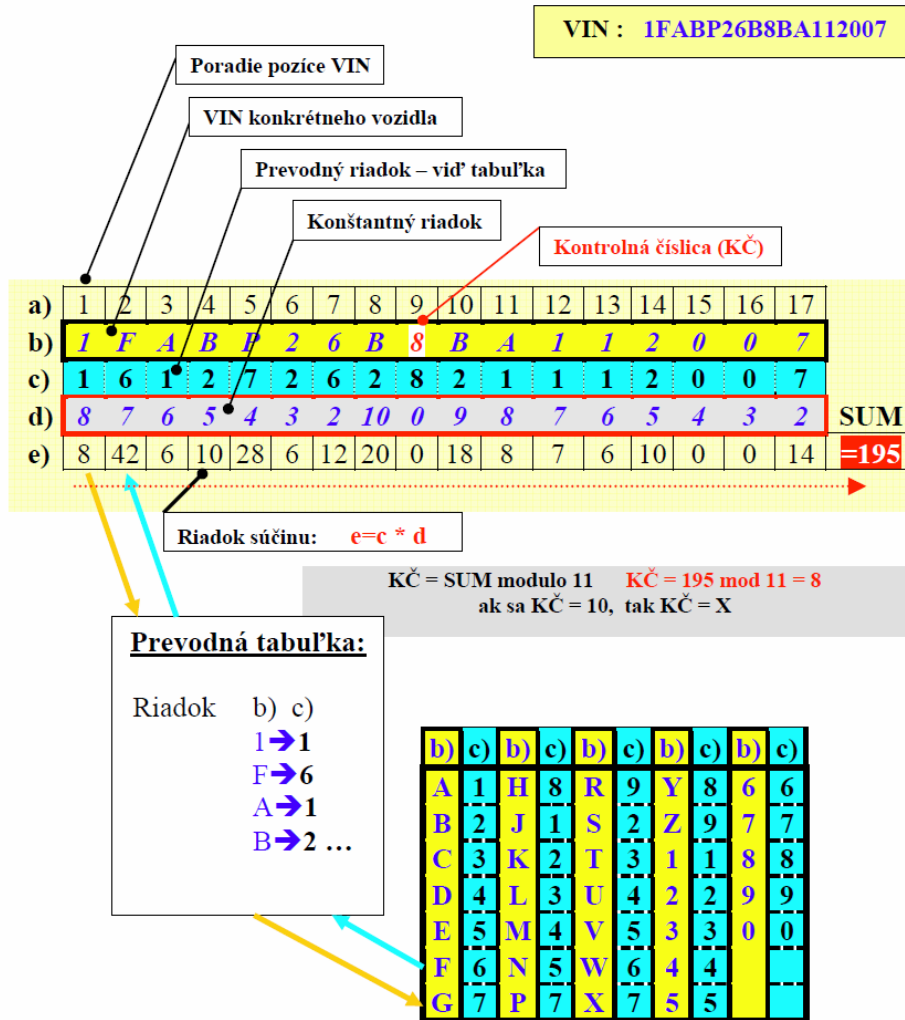 VIN : 1FABP26B8BA112007
Poradie pozíce VIN
VIN konkrétneho vozidla
Prevodný riadok – viď tabuľka
Konštantný riadok
Kontrolná číslica (KČ)
a) 1 2 3 4 5 6 7 8 9 10 11 12 13 14 15 16 17
b) 1 F A B P 2 6 B 8 B A 1 1 2 0 0 7
c) 1 6 1 2 7 2 6 2 8 2 1 1 1 2 0 0 7
d) 8 7 6 5 4 3 2 10 0 9 8 7 6 5 4 3 2 SUM
e) 8 42 6 10 28 6 12 20 0 18 8 7 6 10 0 0 14 =195
Riadok súčinu: e=c * d
KČ = SUM modulo 11 KČ = 195 mod 11 = 8
ak sa KČ = 10, tak KČ = X
Prevodná tabuľka:
Riadok b) c)
1➔1
F➔6
A➔1
B➔2 ...
b) c) b) c) b) c) b) c) b) c)
A 1 H 8 R 9 Y 8 6 6
B 2 J 1 S 2 Z 9 7 7
C 3 K 2 T 3 1 1 8 8
D 4 L 3 U 4 2 2 9 9
E 5 M 4 V 5 3 3 0 0
F 6 N 5 W 6 4 4
G 7 P 7 X 7 5 5